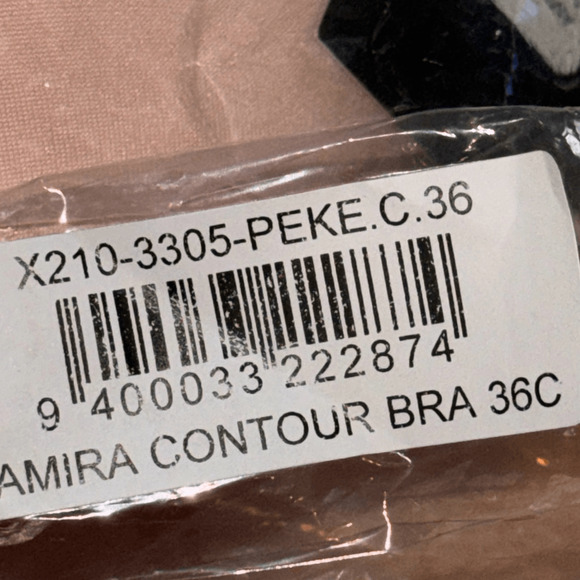 X210-3305-PEKE.C.36
9 400033 222874
AMIRA CONTOUR BRA 36C